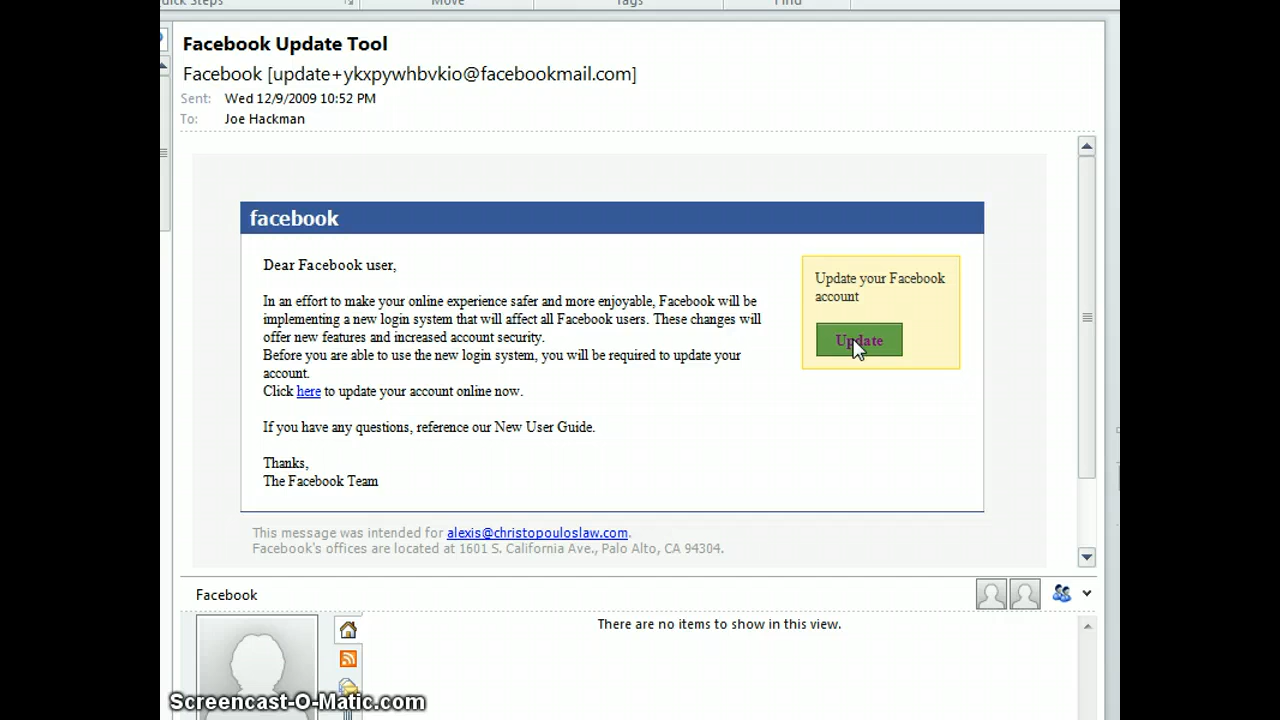 Quick Steps Move Tags Find
Facebook Update Tool
Facebook [update+ykxpywhbvkio@facebookmail.com]
Sent: Wed 12/9/2009 10:52 PM
To: Joe Hackman
facebook
Dear Facebook user,
In an effort to make your online experience safer and more enjoyable, Facebook will be
implementing a new login system that will affect all Facebook users. These changes will
offer new features and increased account security.
Before you are able to use the new login system, you will be required to update your
account.
Click here to update your account online now.
If you have any questions, reference our New User Guide.
Thanks,
The Facebook Team
Update your Facebook
account
Update
This message was intended for alexis@christopouloslaw.com.
Facebook's offices are located at 1601 S. California Ave., Palo Alto, CA 94304.
Facebook
There are no items to show in this view.
Screencast-O-Matic.com